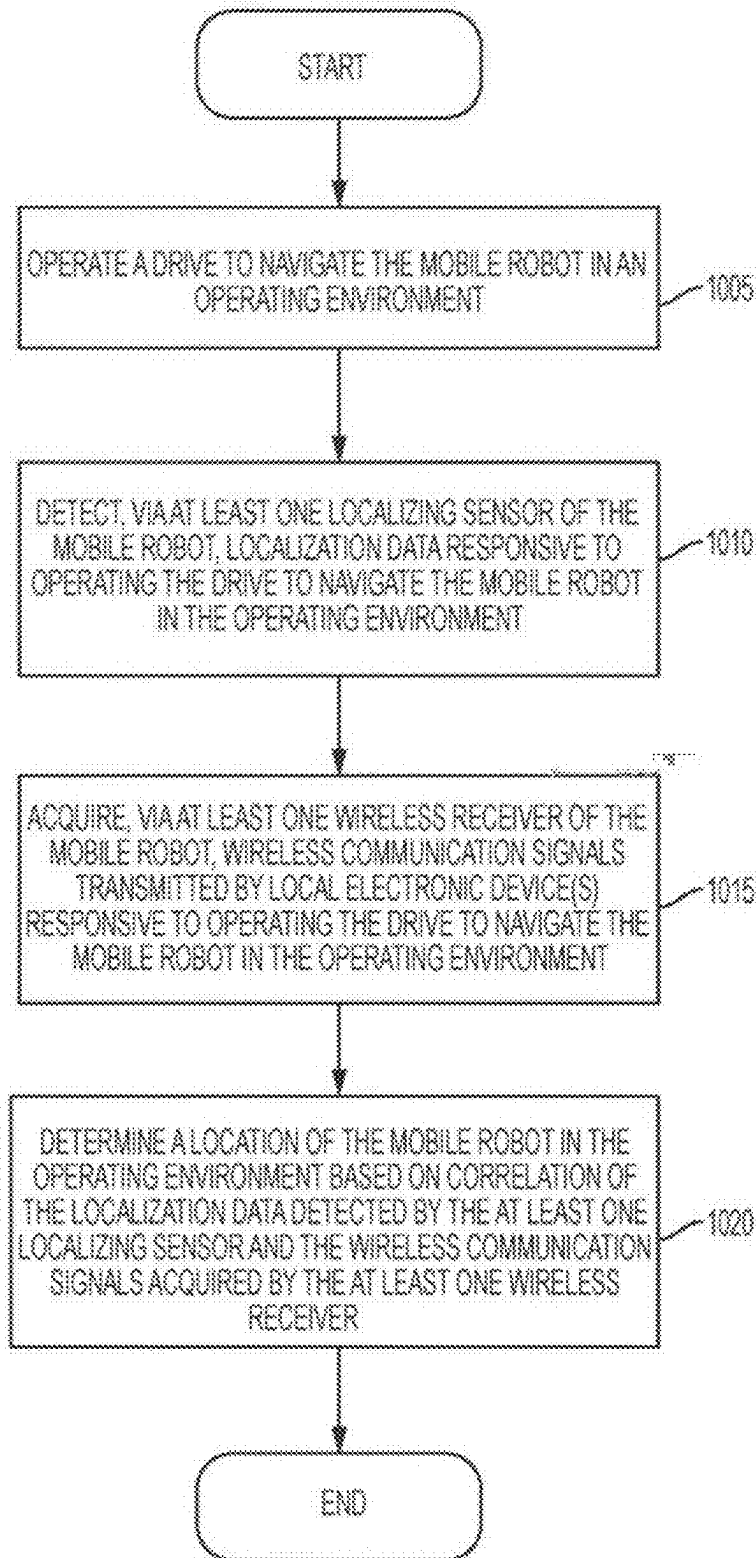 START
OPERATE A DRIVE TO NAVIGATE THE MOBILE ROBOT IN AN
OPERATING ENVIRONMENT
1005
DETECT, VIA AT LEAST ONE LOCALIZING SENSOR OF THE
MOBILE ROBOT, LOCALIZATION DATA RESPONSIVE TO
OPERATING THE DRIVE TO NAVIGATE THE MOBILE ROBOT
IN THE OPERATING ENVIRONMENT
1010
ACQUIRE, VIA AT LEAST ONE WIRELESS RECEIVER OF THE
MOBILE ROBOT, WIRELESS COMMUNICATION SIGNALS
TRANSMITTED BY LOCAL ELECTRONIC DEVICE(S)
RESPONSIVE TO OPERATING THE DRIVE TO NAVIGATE THE
MOBILE ROBOT IN THE OPERATING ENVIRONMENT
1015
DETERMINE A LOCATION OF THE MOBILE ROBOT IN THE
OPERATING ENVIRONMENT BASED ON CORRELATION OF
THE LOCALIZATION DATA DETECTED BY THE AT LEAST ONE
LOCALIZING SENSOR AND THE WIRELESS COMMUNICATION
SIGNALS ACQUIRED BY THE AT LEAST ONE WIRELESS
RECEIVER
1020
END